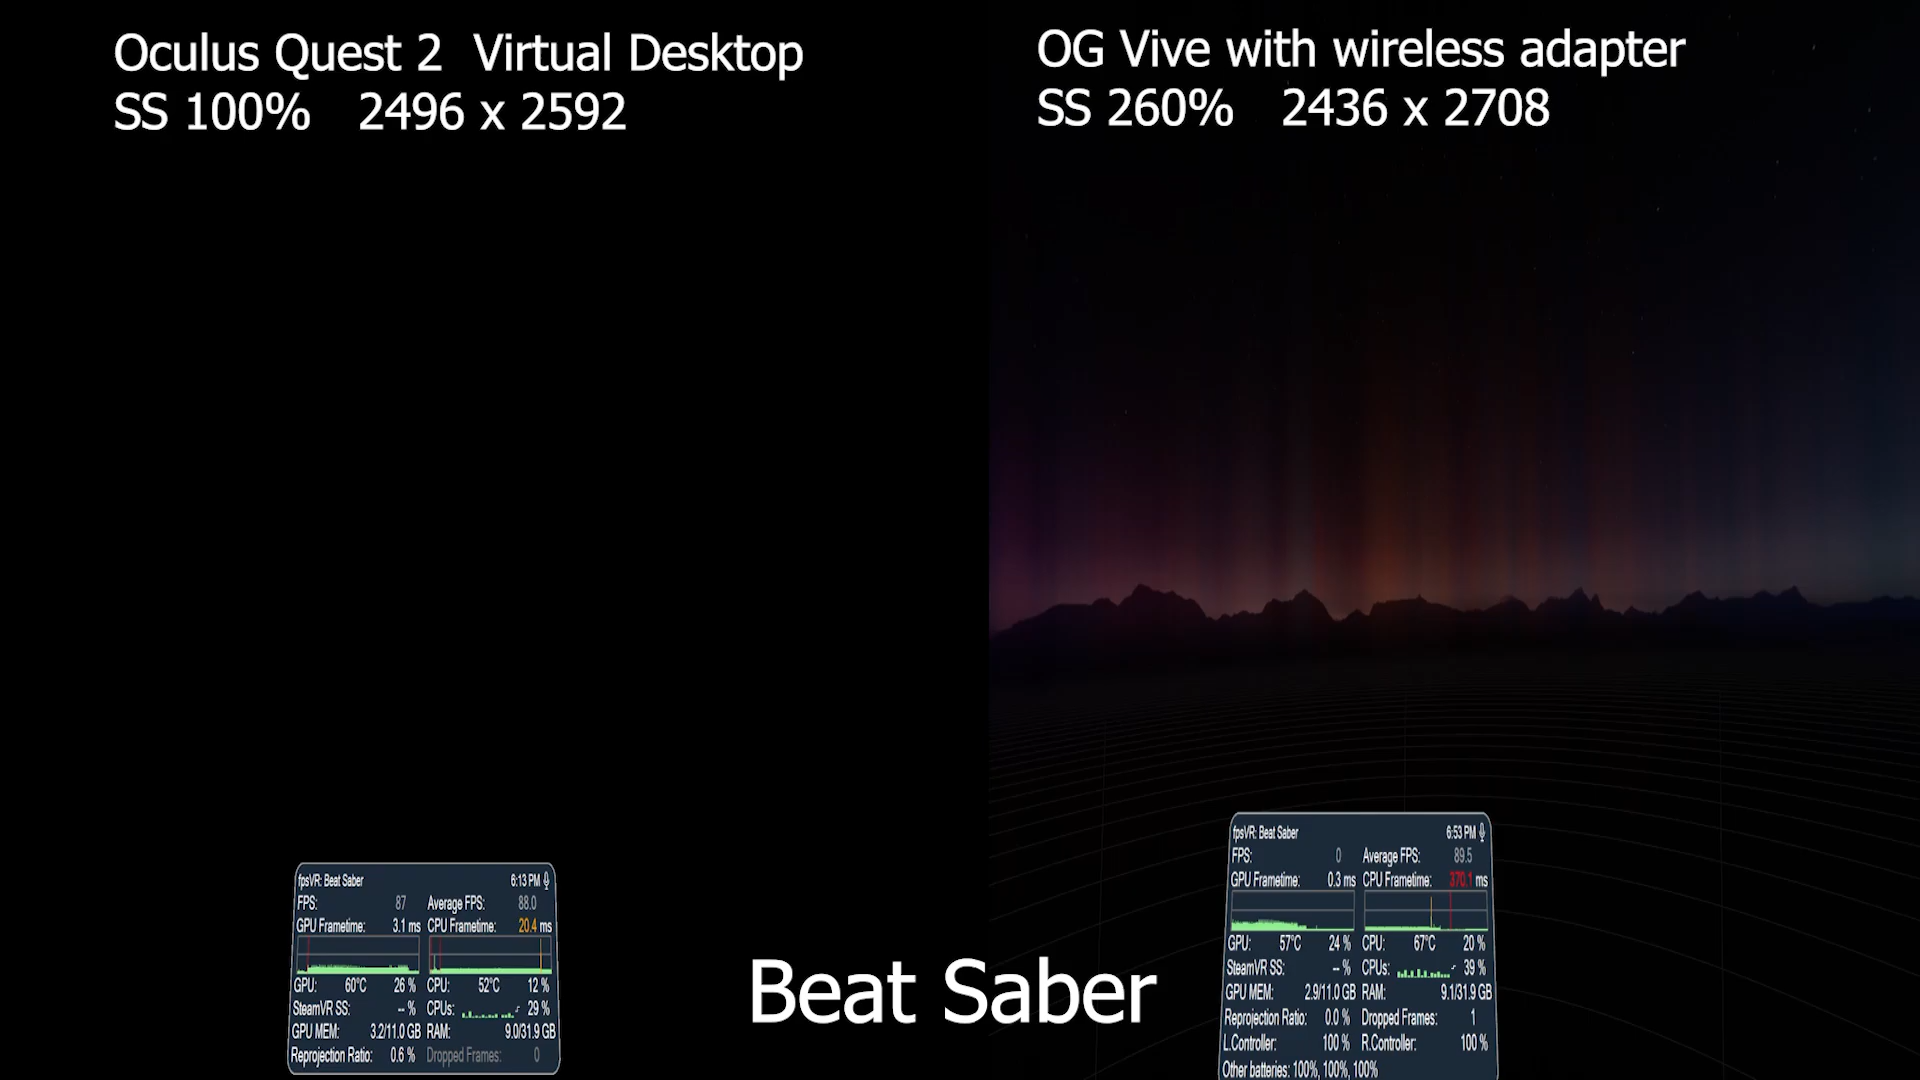 Oculus Quest 2 Virtual Desktop
SS 100% 2496 x 2592
OG Vive with wireless adapter
SS 260% 2436 x 2708
fpsVR: Beat Saber 6:13 PM
FPS: 87 Average FPS: 88.0
GPU Frametime: 3.1 ms CPU Frametime: 20.4 ms
GPU: 60°C 26 % CPU: 52°C 12 %
SteamVR SS: -- % CPUs: 29 %
GPU MEM: 3.2/11.0 GB RAM: 9.0/31.9 GB
Reprojection Ratio: 0.6 % Dropped Frames: 0
Beat Saber
fpsVR: Beat Saber 6:53 PM
FPS: 0 Average FPS: 89.5
GPU Frametime: 0.3 ms CPU Frametime: 370.1 ms
GPU: 57°C 24 % CPU: 67°C 20 %
SteamVR SS: -- % CPUs: 39 %
GPU MEM: 2.9/11.0 GB RAM: 9.1/31.9 GB
Reprojection Ratio: 0.0 % Dropped Frames: 1
L.Controller: 100 % R.Controller: 100 %
Other batteries: 100%, 100%, 100%